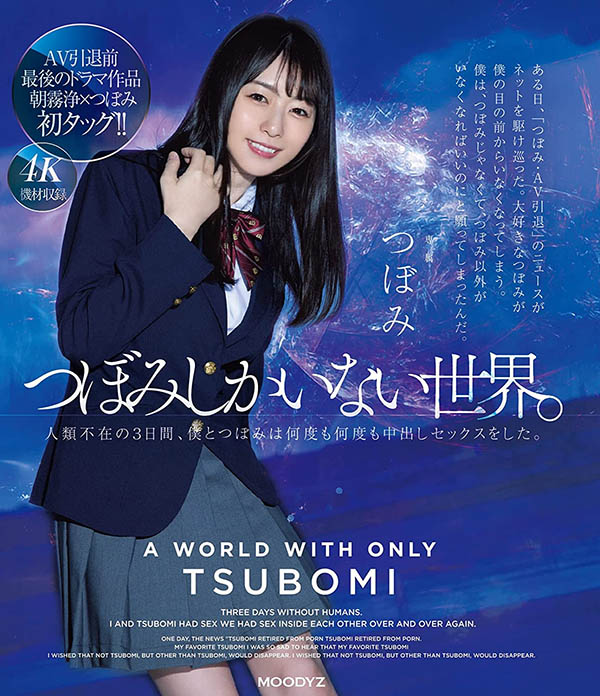 AV引退前
最後のドラマ作品
朝霧浄×つぼみ
初タッグ!!
4K
機材収録
ある日、「つぼみ・AV引退」のニュースが
ネットを駆け巡った。大好きなつぼみが
僕の目の前からいなくなってしまう。
僕は、つぼみじゃなくて、つぼみ以外が
いなくなればいいのにと願ってしまったんだ。
専属
つぼみ
つぼみしかいない世界。
人類不在の3日間、僕とつぼみは何度も何度も中出しセックスをした。
A WORLD WITH ONLY
TSUBOMI
THREE DAYS WITHOUT HUMANS.
I AND TSUBOMI HAD SEX WE HAD SEX INSIDE EACH OTHER OVER AND OVER AGAIN.
ONE DAY, THE NEWS "TSUBOMI RETIRED FROM PORN TSUBOMI RETIRED FROM PORN.
MY FAVORITE TSUBOMI I WAS SO SAD TO HEAR THAT MY FAVORITE TSUBOMI
I WISHED THAT NOT TSUBOMI, BUT OTHER THAN TSUBOMI, WOULD DISAPPEAR. I WISHED THAT NOT TSUBOMI, BUT OTHER THAN TSUBOMI, WOULD DISAPPEAR.
MOODYZ